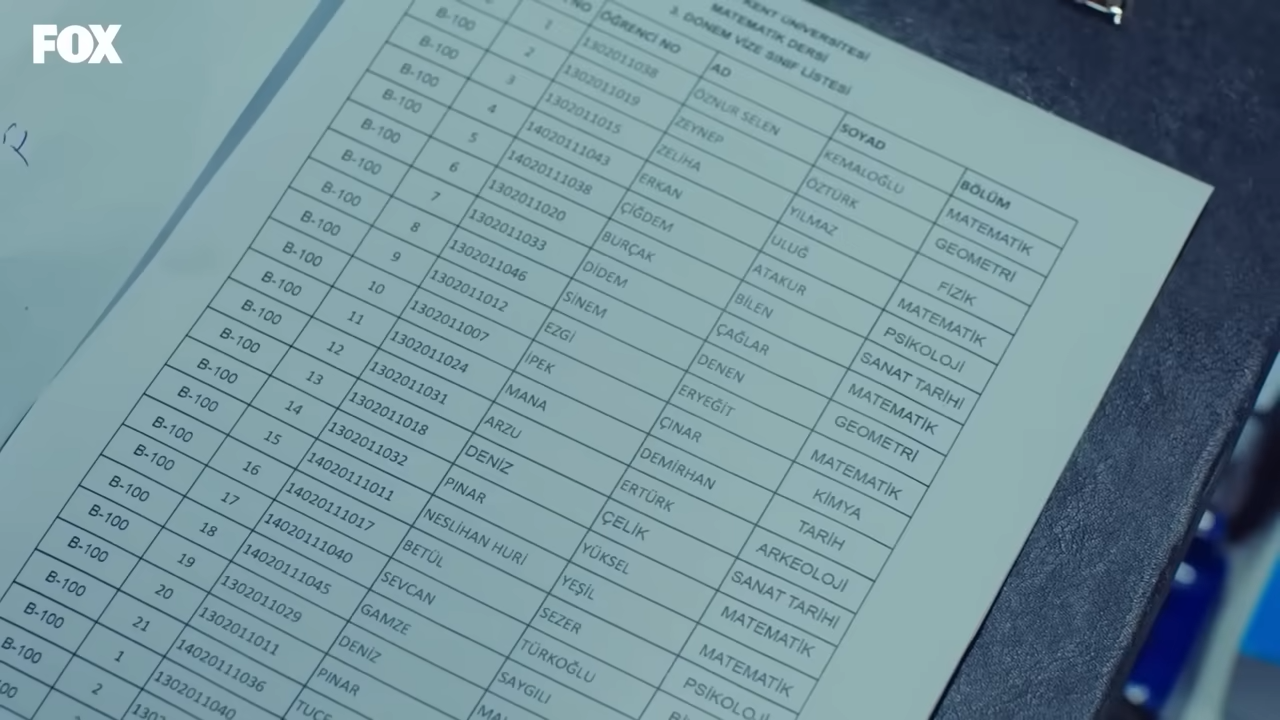 KENT ÜNİVERSİTESİ
MATEMATİK DERSİ
3. DÖNEM VİZE SINIF LİSTESİ
NO ÖĞRENCİ NO AD SOYAD BÖLÜM
1 1302011038 ÖZNUR SELEN KEMALOĞLU MATEMATİK
B-100 2 1302011019 ZEYNEP ÖZTÜRK GEOMETRİ
B-100 3 1302011015 ZELİHA YILMAZ FİZİK
B-100 4 14020111043 ERKAN ULUĞ MATEMATİK
B-100 5 14020111038 ÇİĞDEM ATAKUR PSİKOLOJİ
B-100 6 1302011020 BURÇAK BİLEN SANAT TARİHİ
B-100 7 1302011033 DİDEM ÇAĞLAR MATEMATİK
B-100 8 1302011046 SİNEM DENEN GEOMETRİ
B-100 9 1302011012 EZGİ ERYEĞİT MATEMATİK
B-100 10 1302011007 İPEK ÇINAR KİMYA
B-100 11 1302011024 MANA DEMİRHAN TARİH
B-100 12 1302011031 ARZU ERTÜRK ARKEOLOJİ
B-100 13 1302011018 DENİZ ÇELİK SANAT TARİHİ
B-100 14 1302011032 PINAR YÜKSEL MATEMATİK
B-100 15 14020111011 NESLİHAN HURİ YEŞİL MATEMATİK
B-100 16 14020111017 BETÜL SEZER PSİKOLOJİ
B-100 17 14020111040 SEVCAN TÜRKOĞLU
B-100 18 14020111045 GAMZE SAYGILI
B-100 19 1302011029 DENİZ
B-100 20 1302011011 PINAR
B-100 21 14020111036
B-100 1 1302011040
B-100 2
FOX